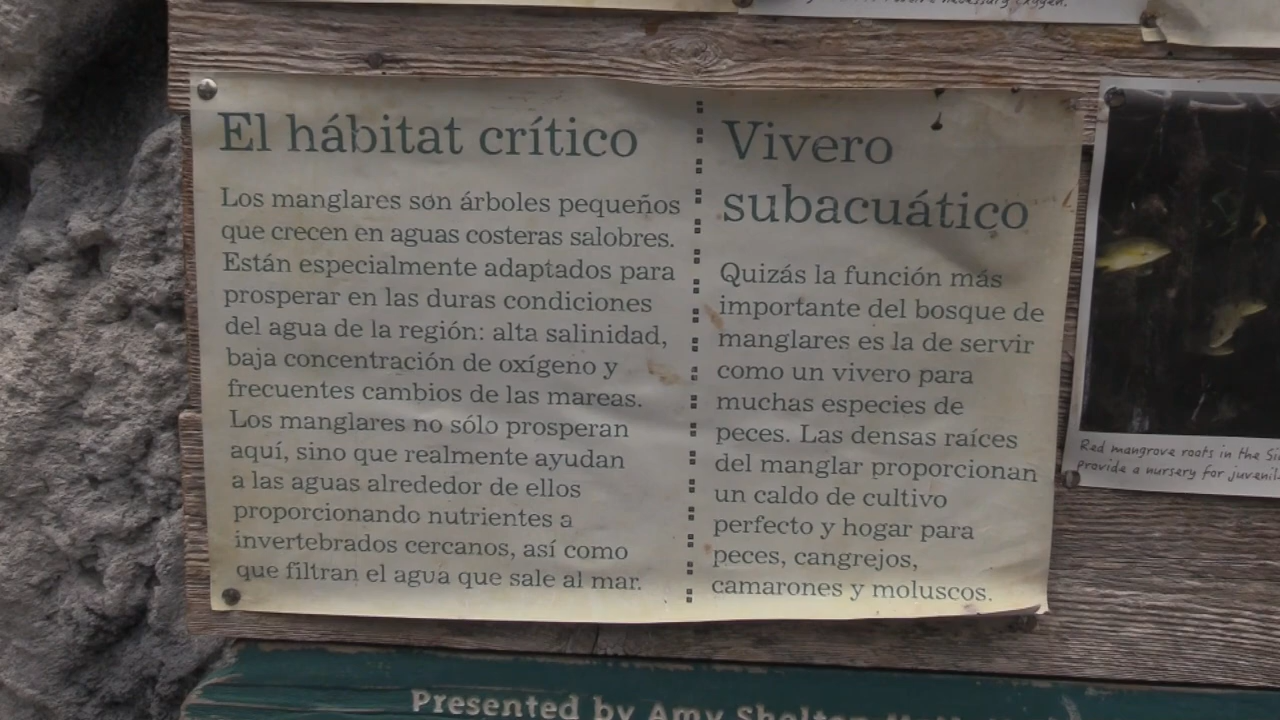 necessary oxygen.
El hábitat crítico
Los manglares son árboles pequeños
que crecen en aguas costeras salobres.
Están especialmente adaptados para
prosperar en las duras condiciones
del agua de la región: alta salinidad,
baja concentración de oxígeno y
frecuentes cambios de las mareas.
Los manglares no sólo prosperan
aquí, sino que realmente ayudan
a las aguas alrededor de ellos
proporcionando nutrientes a
invertebrados cercanos, así como
que filtran el agua que sale al mar.
Vivero
subacuático
Quizás la función más
importante del bosque de
manglares es la de servir
como un vivero para
muchas especies de
peces. Las densas raíces
del manglar proporcionan
un caldo de cultivo
perfecto y hogar para
peces, cangrejos,
camarones y moluscos.
Red mangrove roots in the
provide a nursery for
Presented by Amy